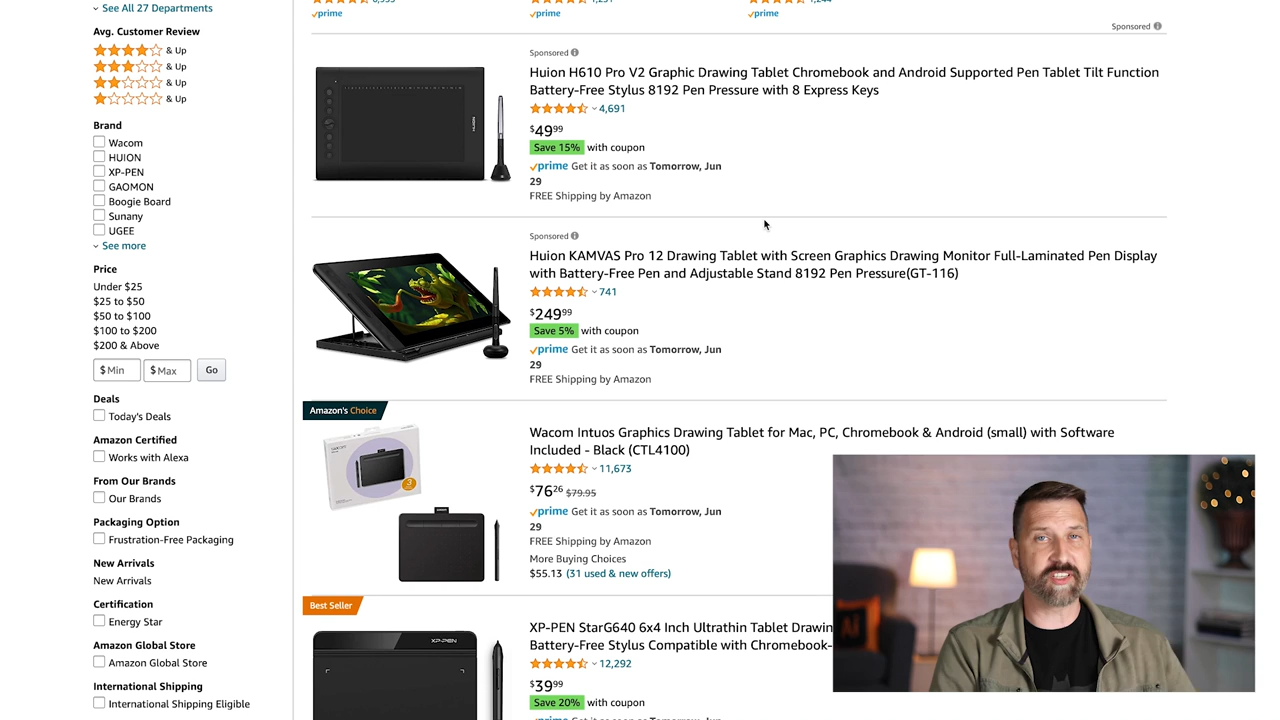 See All 27 Departments
Avg. Customer Review
& Up
& Up
& Up
& Up
Brand
Wacom
HUION
XP-PEN
GAOMON
Boogie Board
Sunany
UGEE
See more
Price
Under $25
$25 to $50
$50 to $100
$100 to $200
$200 & Above
$ Min $ Max Go
Deals
Today's Deals
Amazon Certified
Works with Alexa
From Our Brands
Our Brands
Packaging Option
Frustration-Free Packaging
New Arrivals
New Arrivals
Certification
Energy Star
Amazon Global Store
Amazon Global Store
International Shipping
International Shipping Eligible
prime prime prime
Sponsored
Sponsored
Huion H610 Pro V2 Graphic Drawing Tablet Chromebook and Android Supported Pen Tablet Tilt Function
Battery-Free Stylus 8192 Pen Pressure with 8 Express Keys
4,691
$4999
Save 15% with coupon
prime Get it as soon as Tomorrow, Jun
29
FREE Shipping by Amazon
HUION
Sponsored
Huion KAMVAS Pro 12 Drawing Tablet with Screen Graphics Drawing Monitor Full-Laminated Pen Display
with Battery-Free Pen and Adjustable Stand 8192 Pen Pressure(GT-116)
741
$24999
Save 5% with coupon
prime Get it as soon as Tomorrow, Jun
29
FREE Shipping by Amazon
Amazon's Choice
Wacom Intuos Graphics Drawing Tablet for Mac, PC, Chromebook & Android (small) with Software
Included - Black (CTL4100)
11,673
$7626 $79.95
prime Get it as soon as Tomorrow, Jun
29
FREE Shipping by Amazon
More Buying Choices
$55.13 (31 used & new offers)
Best Seller
XP-PEN
XP-PEN StarG640 6x4 Inch Ultrathin Tablet Drawin
Battery-Free Stylus Compatible with Chromebook-
12,292
$3999
Save 20% with coupon
Ai